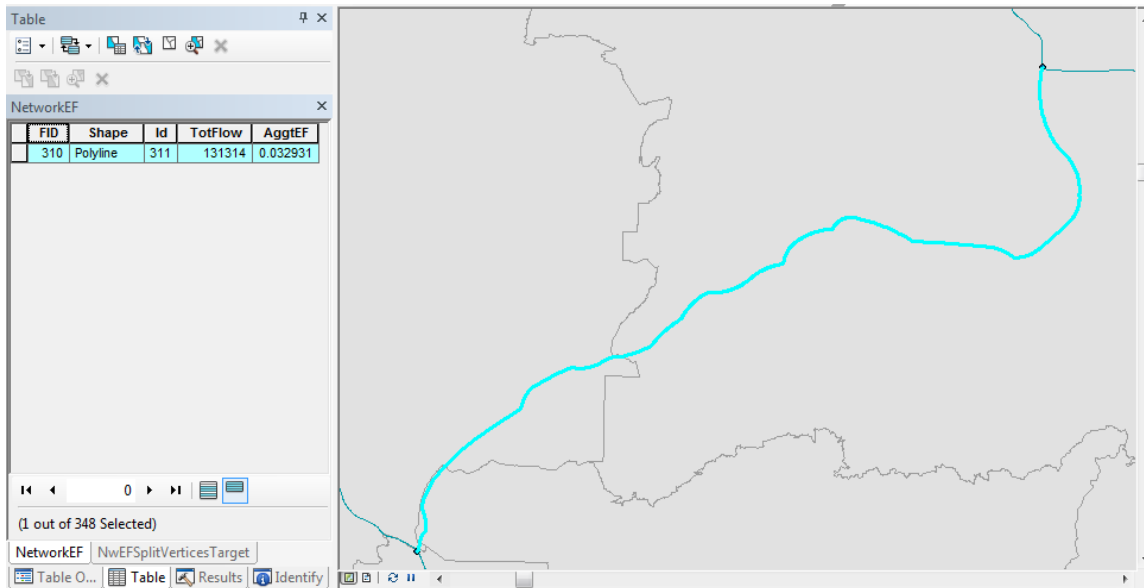 Table
NetworkEF
FID Shape Id TotFlow AggtEF
310 Polyline 311 131314 0.032931
0
(1 out of 348 Selected)
NetworkEF NwEFSplitVerticesTarget
Table O... Table Results Identify